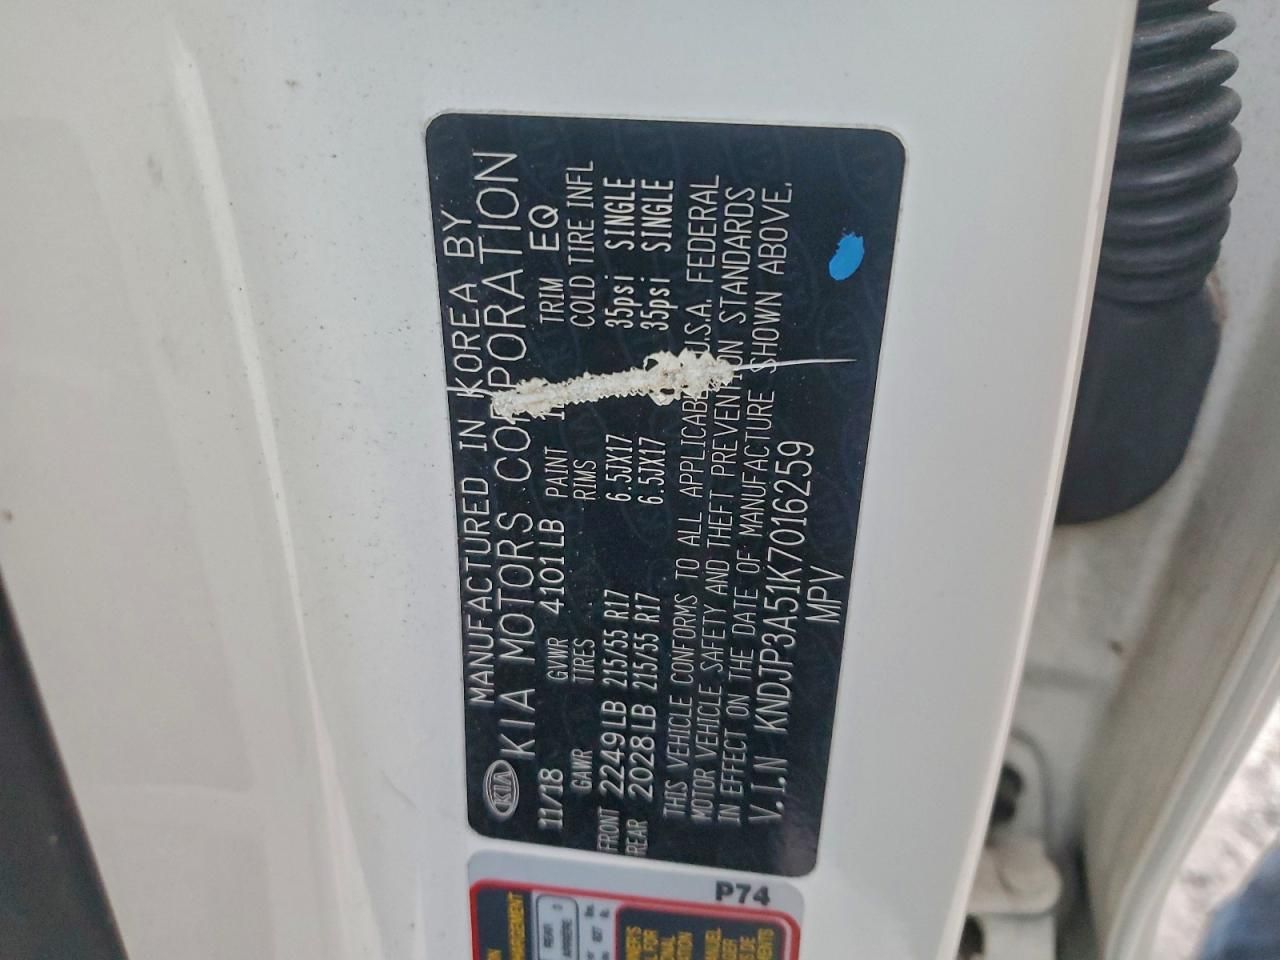 MANUFACTURED IN KOREA BY
KIA KIA MOTORS CORPORATION
11/18 GVWR 4101LB PAINT TRIM EQ
GAWR TIRES RIMS COLD TIRE INFL
FRONT 2249LB 215/55 R17 6.5JX17 35psi SINGLE
REAR 2028LB 215/55 R17 6.5JX17 35psi SINGLE
THIS VEHICLE CONFORMS TO ALL APPLICABLE U.S.A. FEDERAL
MOTOR VEHICLE SAFETY AND THEFT PREVENTION STANDARDS
IN EFFECT ON THE DATE OF MANUFACTURE SHOWN ABOVE.
V.I.N KNDJP3A51K7016259
MPV
P74
REAR
ARRIÈRE